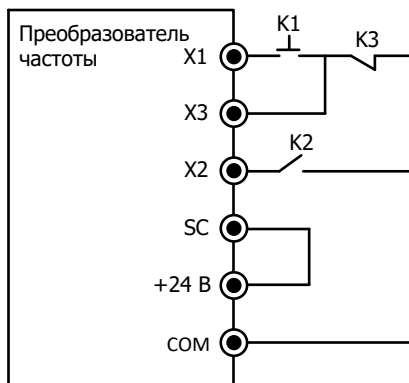 Преобразователь
частоты
K1
X1
K3
X3
K2
X2
SC
+24 В
COM